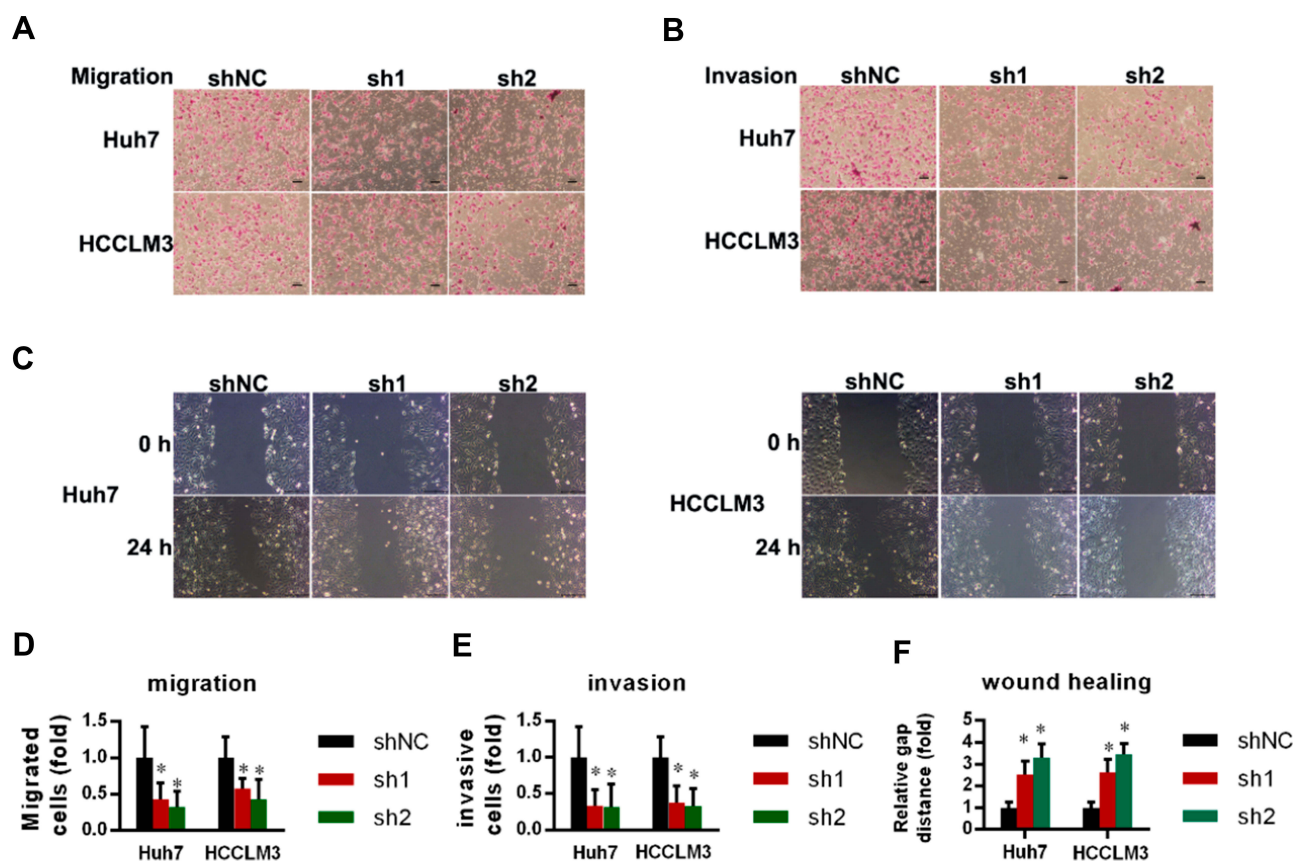 A
Migration shNC sh1 sh2
Huh7
HCCLM3
B
Invasion shNC sh1 sh2
Huh7
HCCLM3
C
shNC sh1 sh2
0 h
Huh7
24 h
shNC sh1 sh2
0 h
HCCLM3
24 h
D
migration
Migrated
cells (fold)
1.5
1.0
0.5
0.0
* * * *
Huh7 HCCLM3
shNC
sh1
sh2
E
invasion
invasive
cells (fold)
1.5
1.0
0.5
0.0
* * * *
Huh7 HCCLM3
shNC
sh1
sh2
F
wound healing
Relative gap
distance (fold)
5
4
3
2
1
0
* * * *
Huh7 HCCLM3
shNC
sh1
sh2